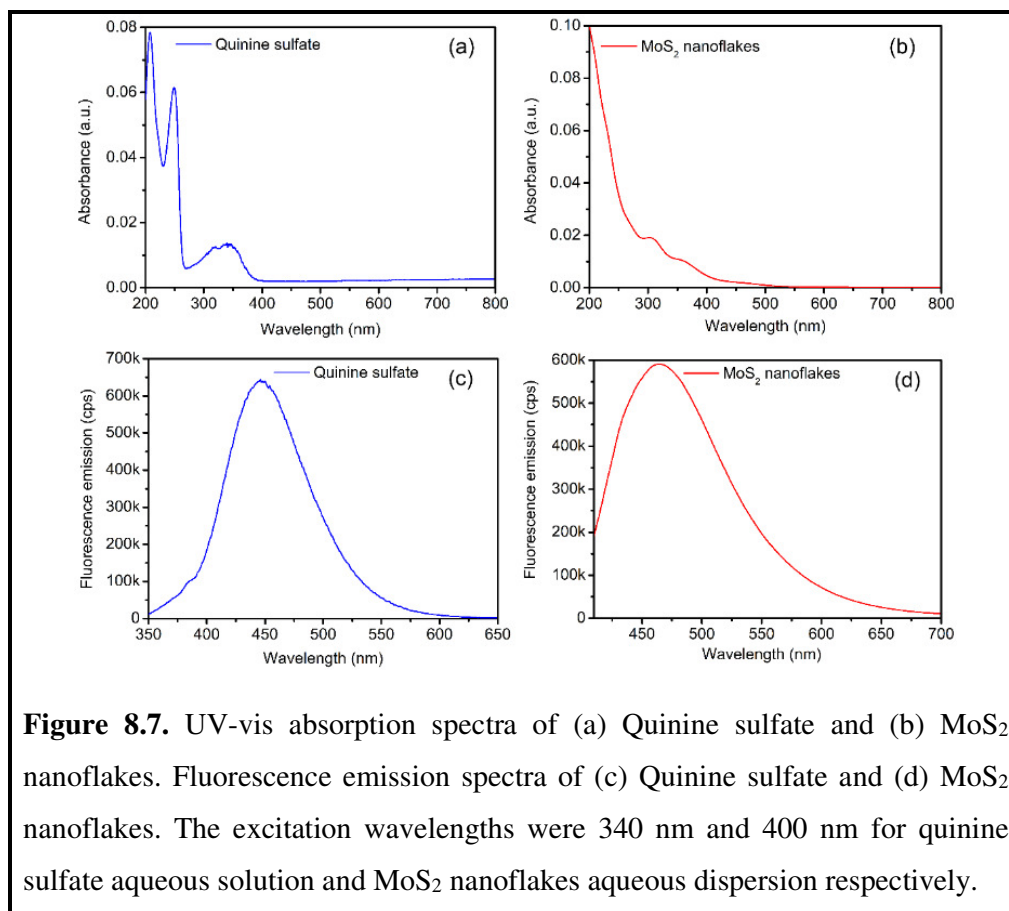 Quinine sulfate
(a)
0.08
0.06
0.04
0.02
0.00
Absorbance (a.u.)
200 300 400 500 600 700 800
Wavelength (nm)
MoS₂ nanoflakes
(b)
0.10
0.08
0.06
0.04
0.02
0.00
Absorbance (a.u.)
200 300 400 500 600 700 800
Wavelength (nm)
Quinine sulfate
(c)
700k
600k
500k
400k
300k
200k
100k
0
Fluorescence emission (cps)
350 400 450 500 550 600 650
Wavelength (nm)
MoS₂ nanoflakes
(d)
600k
500k
400k
300k
200k
100k
0
Fluorescence emission (cps)
450 500 550 600 650 700
Wavelength (nm)
Figure 8.7. UV-vis absorption spectra of (a) Quinine sulfate and (b) MoS₂
nanoflakes. Fluorescence emission spectra of (c) Quinine sulfate and (d) MoS₂
nanoflakes. The excitation wavelengths were 340 nm and 400 nm for quinine
sulfate aqueous solution and MoS₂ nanoflakes aqueous dispersion respectively.